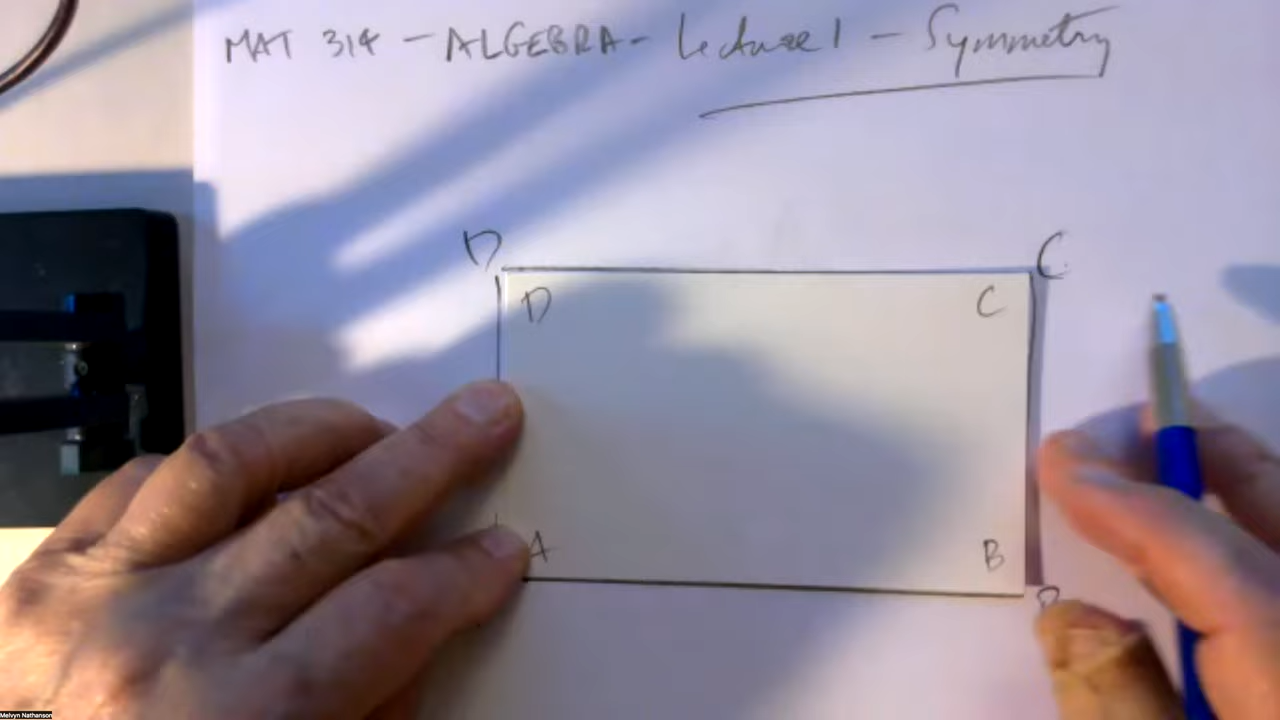 MAT 314 - ALGEBRA - Lecture 1 - Symmetry
D C
D C
A B
Melvyn Nathanson